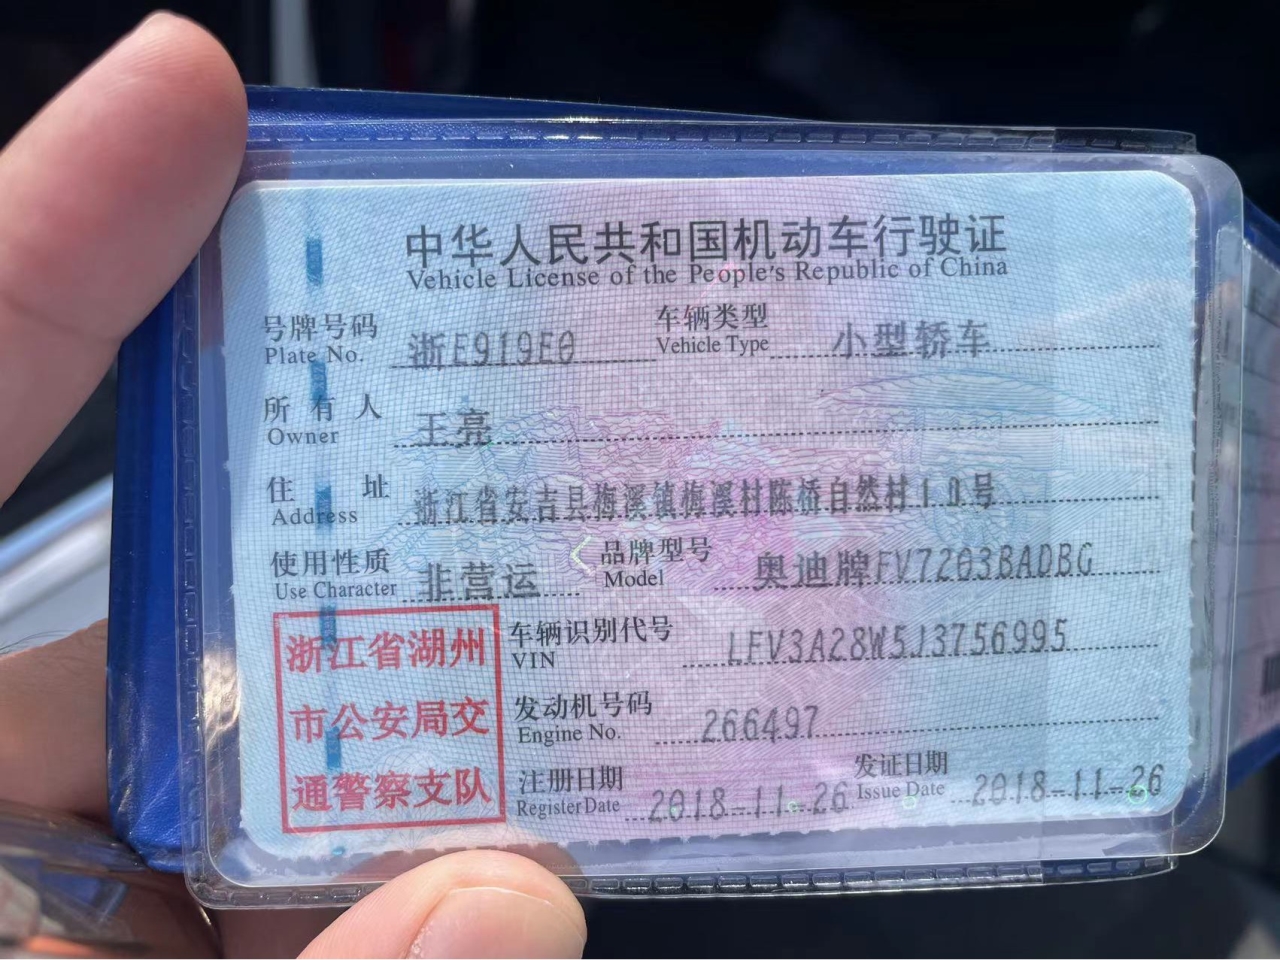 中华人民共和国机动车行驶证
Vehicle License of the People's Republic of China
号牌号码 浙E919E0 车辆类型 小型轿车
Plate No. Vehicle Type
所有人 王亮
Owner
住址 浙江省安吉县梅溪镇梅溪村陈桥自然村10号
Address
使用性质 非营运 品牌型号 奥迪牌FV7203BADBG
Use Character Model
浙江省湖州
市公安局交
通警察支队
车辆识别代号 LFV3A28W5J3756995
VIN
发动机号码 266497
Engine No.
注册日期 2018-11-26 发证日期 2018-11-26
Register Date Issue Date